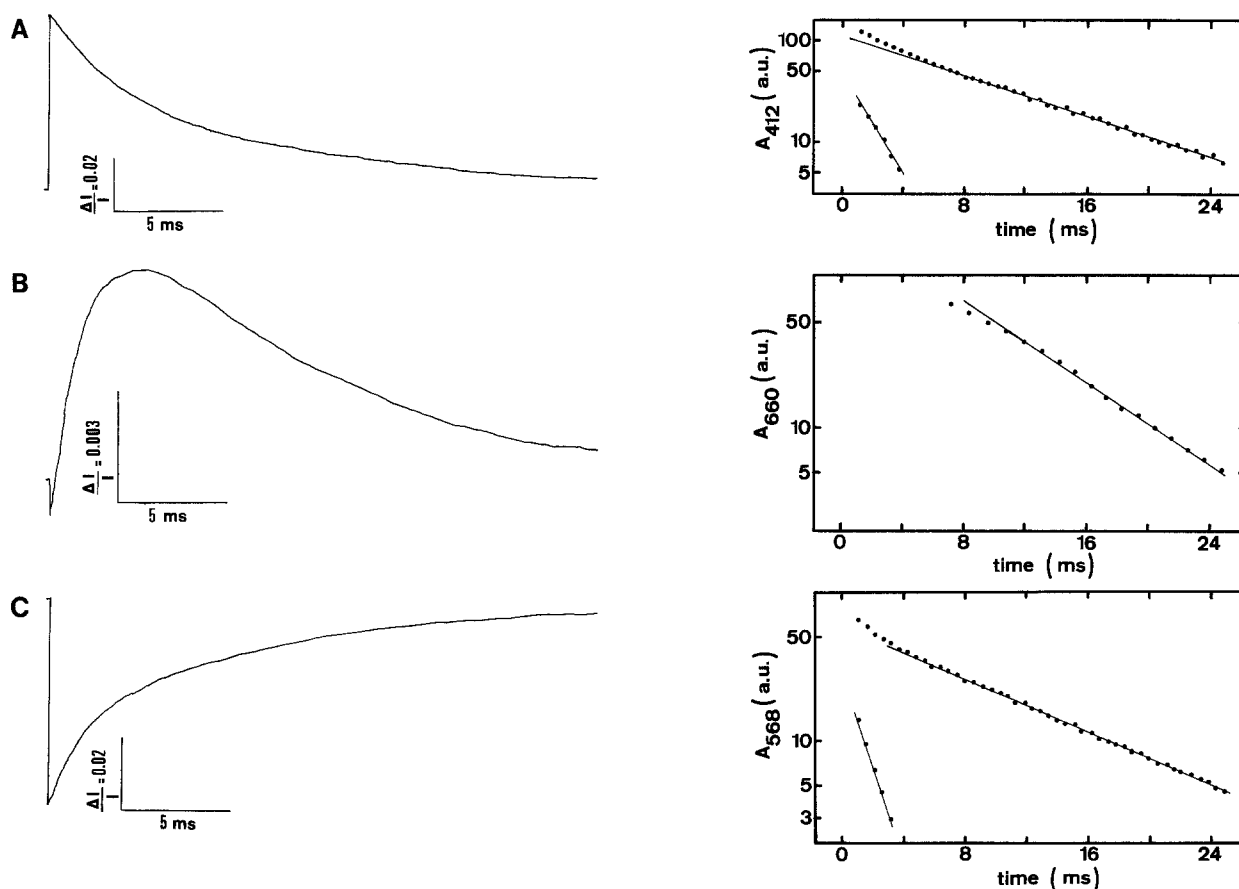 A
ΔI/I = 0.02
5 ms
A412 (a.u.)
100
50
10
5
0 8 16 24
time (ms)
B
ΔI/I = 0.003
5 ms
A660 (a.u.)
50
10
5
0 8 16 24
time (ms)
C
ΔI/I = 0.02
5 ms
A568 (a.u.)
50
10
5
3
0 8 16 24
time (ms)